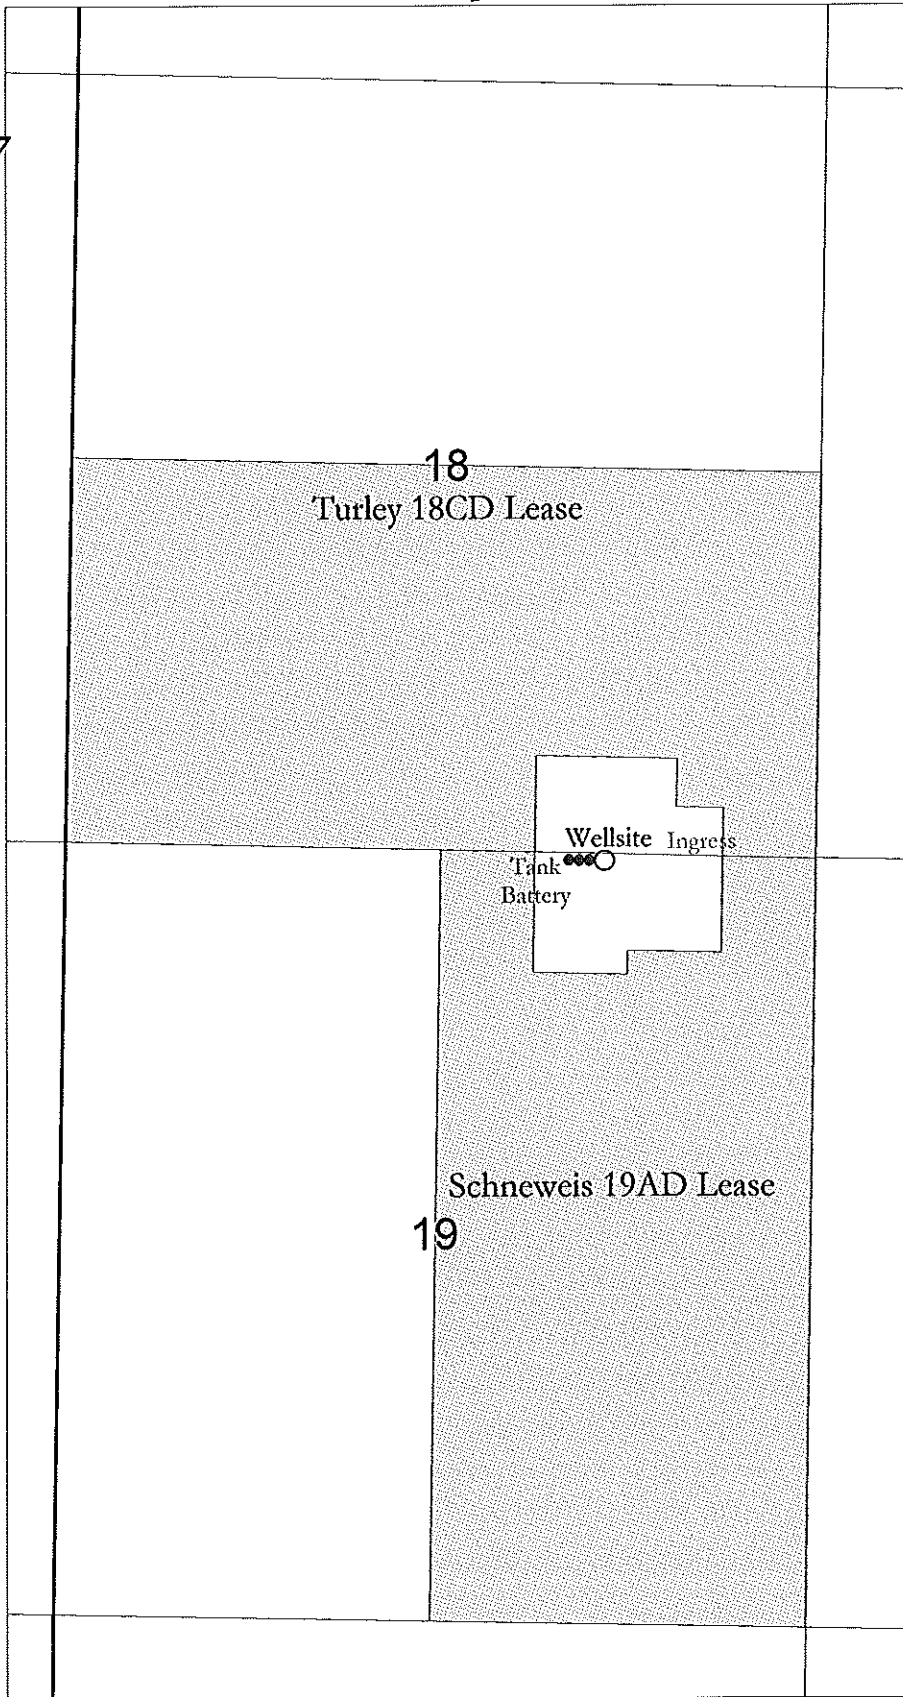 18
Turley 18CD Lease
Wellsite Ingress
Tank
Battery
Schneweis 19AD Lease
19